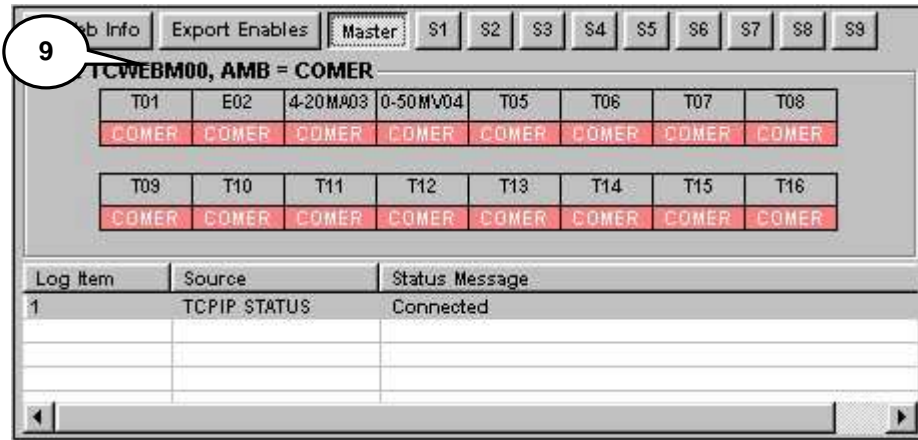 9
b Info Export Enables Master S1 S2 S3 S4 S5 S6 S7 S8 S9
TCWEBM00, AMB = COMER
T01 E02 4-20MA03 0-50MV04 T05 T06 T07 T08
COMER COMER COMER COMER COMER COMER COMER COMER
T09 T10 T11 T12 T13 T14 T15 T16
COMER COMER COMER COMER COMER COMER COMER COMER
Log Item Source Status Message
1 TCPIP STATUS Connected